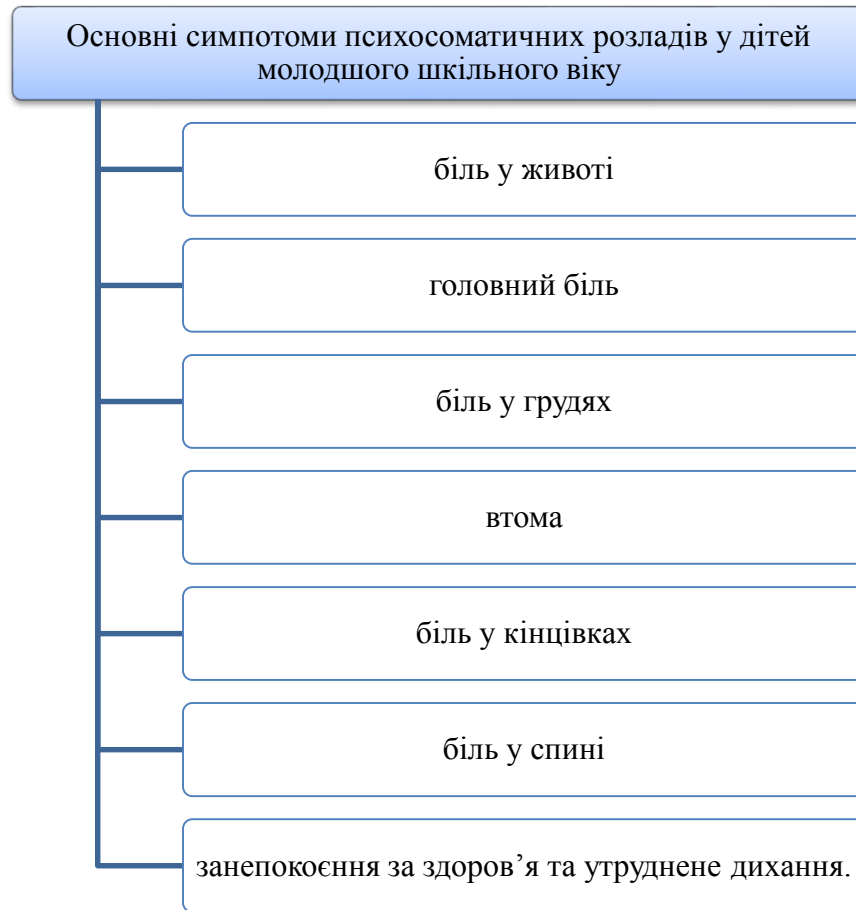 Основні симпотоми психосоматичних розладів у дітей
молодшого шкільного віку
біль у животі
головний біль
біль у грудях
втома
біль у кінцівках
біль у спині
занепокоєння за здоров’я та утруднене дихання.